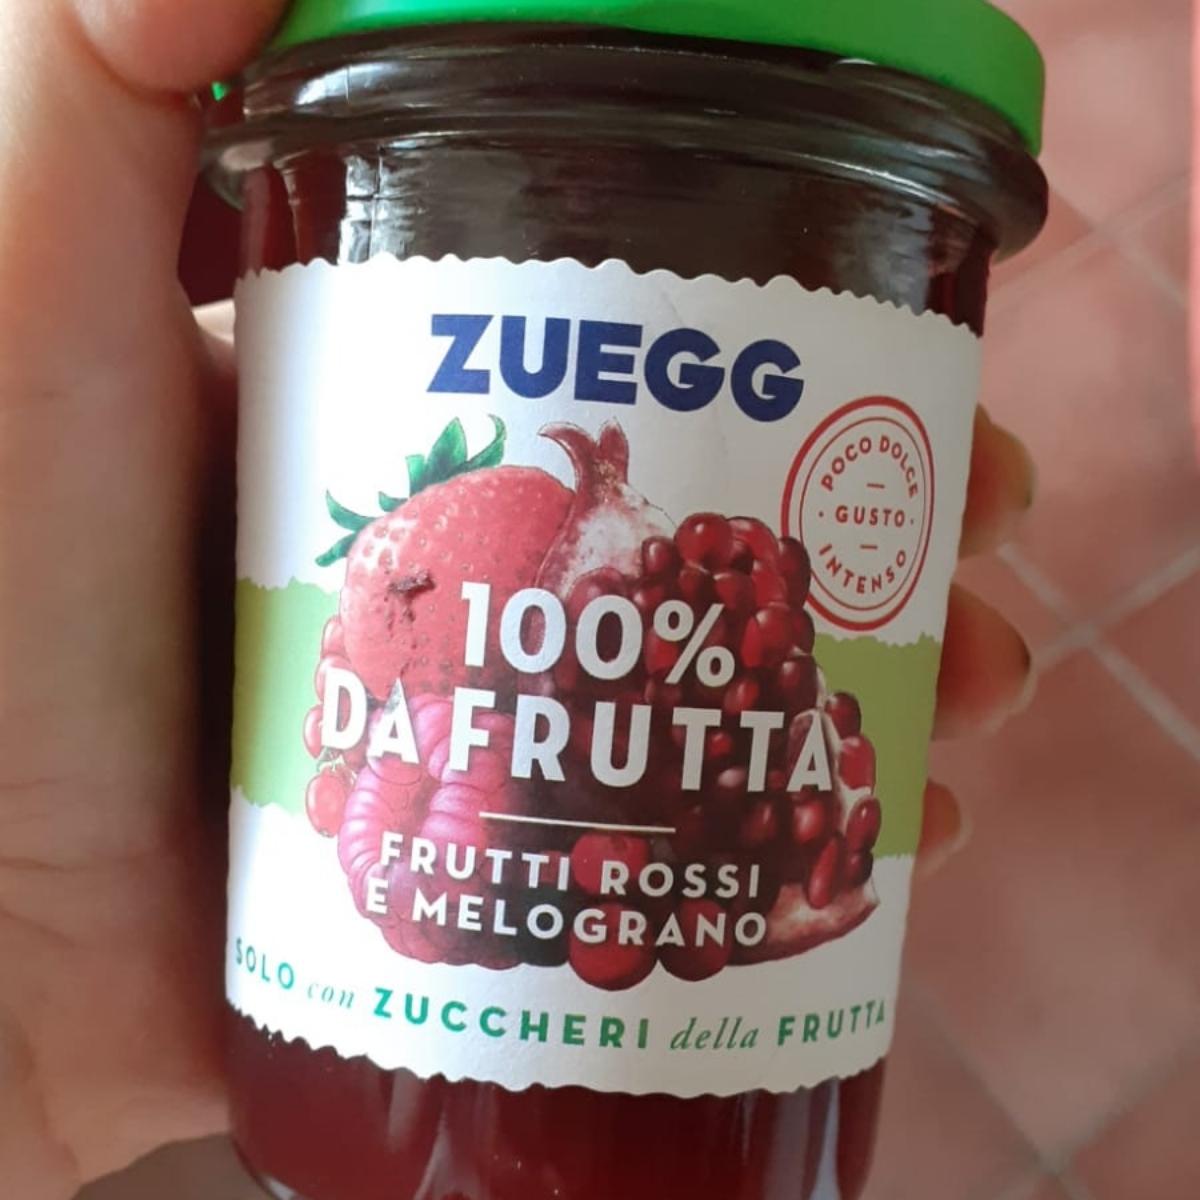 ZUEGG
POCO DOLCE
GUSTO
INTENSO
100%
DA FRUTTA
FRUTTI ROSSI
E MELOGRANO
SOLO con ZUCCHERI della FRUTTA